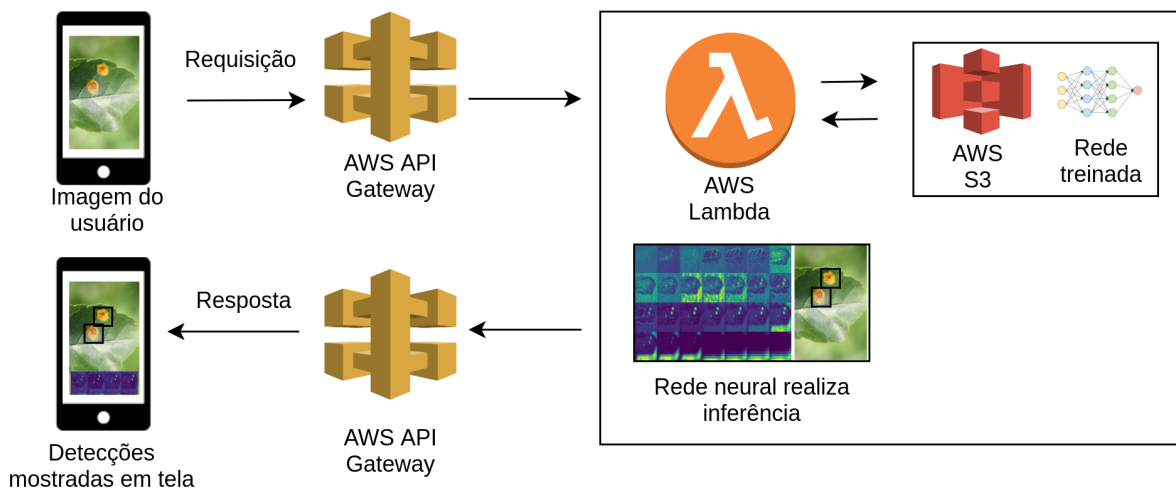 Requisição
Imagem do
usuário
AWS API
Gateway
AWS
Lambda
AWS
S3
Rede
treinada
Rede neural realiza
inferência
Resposta
Detecções
mostradas em tela
AWS API
Gateway